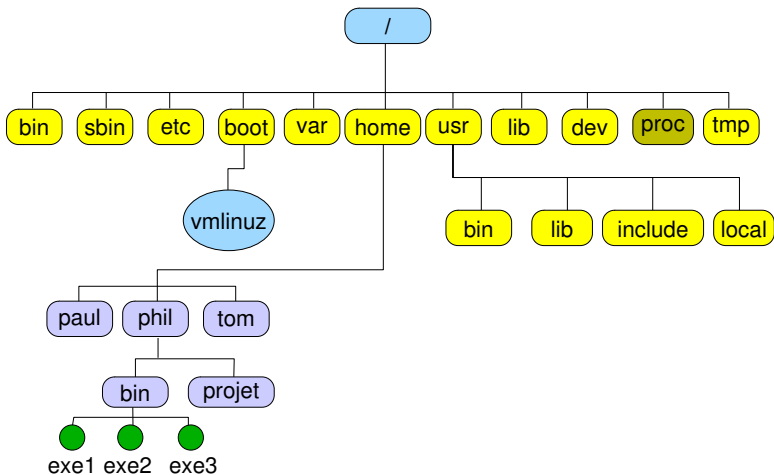 /
bin sbin etc boot var home usr lib dev proc tmp
vmlinuz bin lib include local
paul phil tom
bin projet
exe1 exe2 exe3